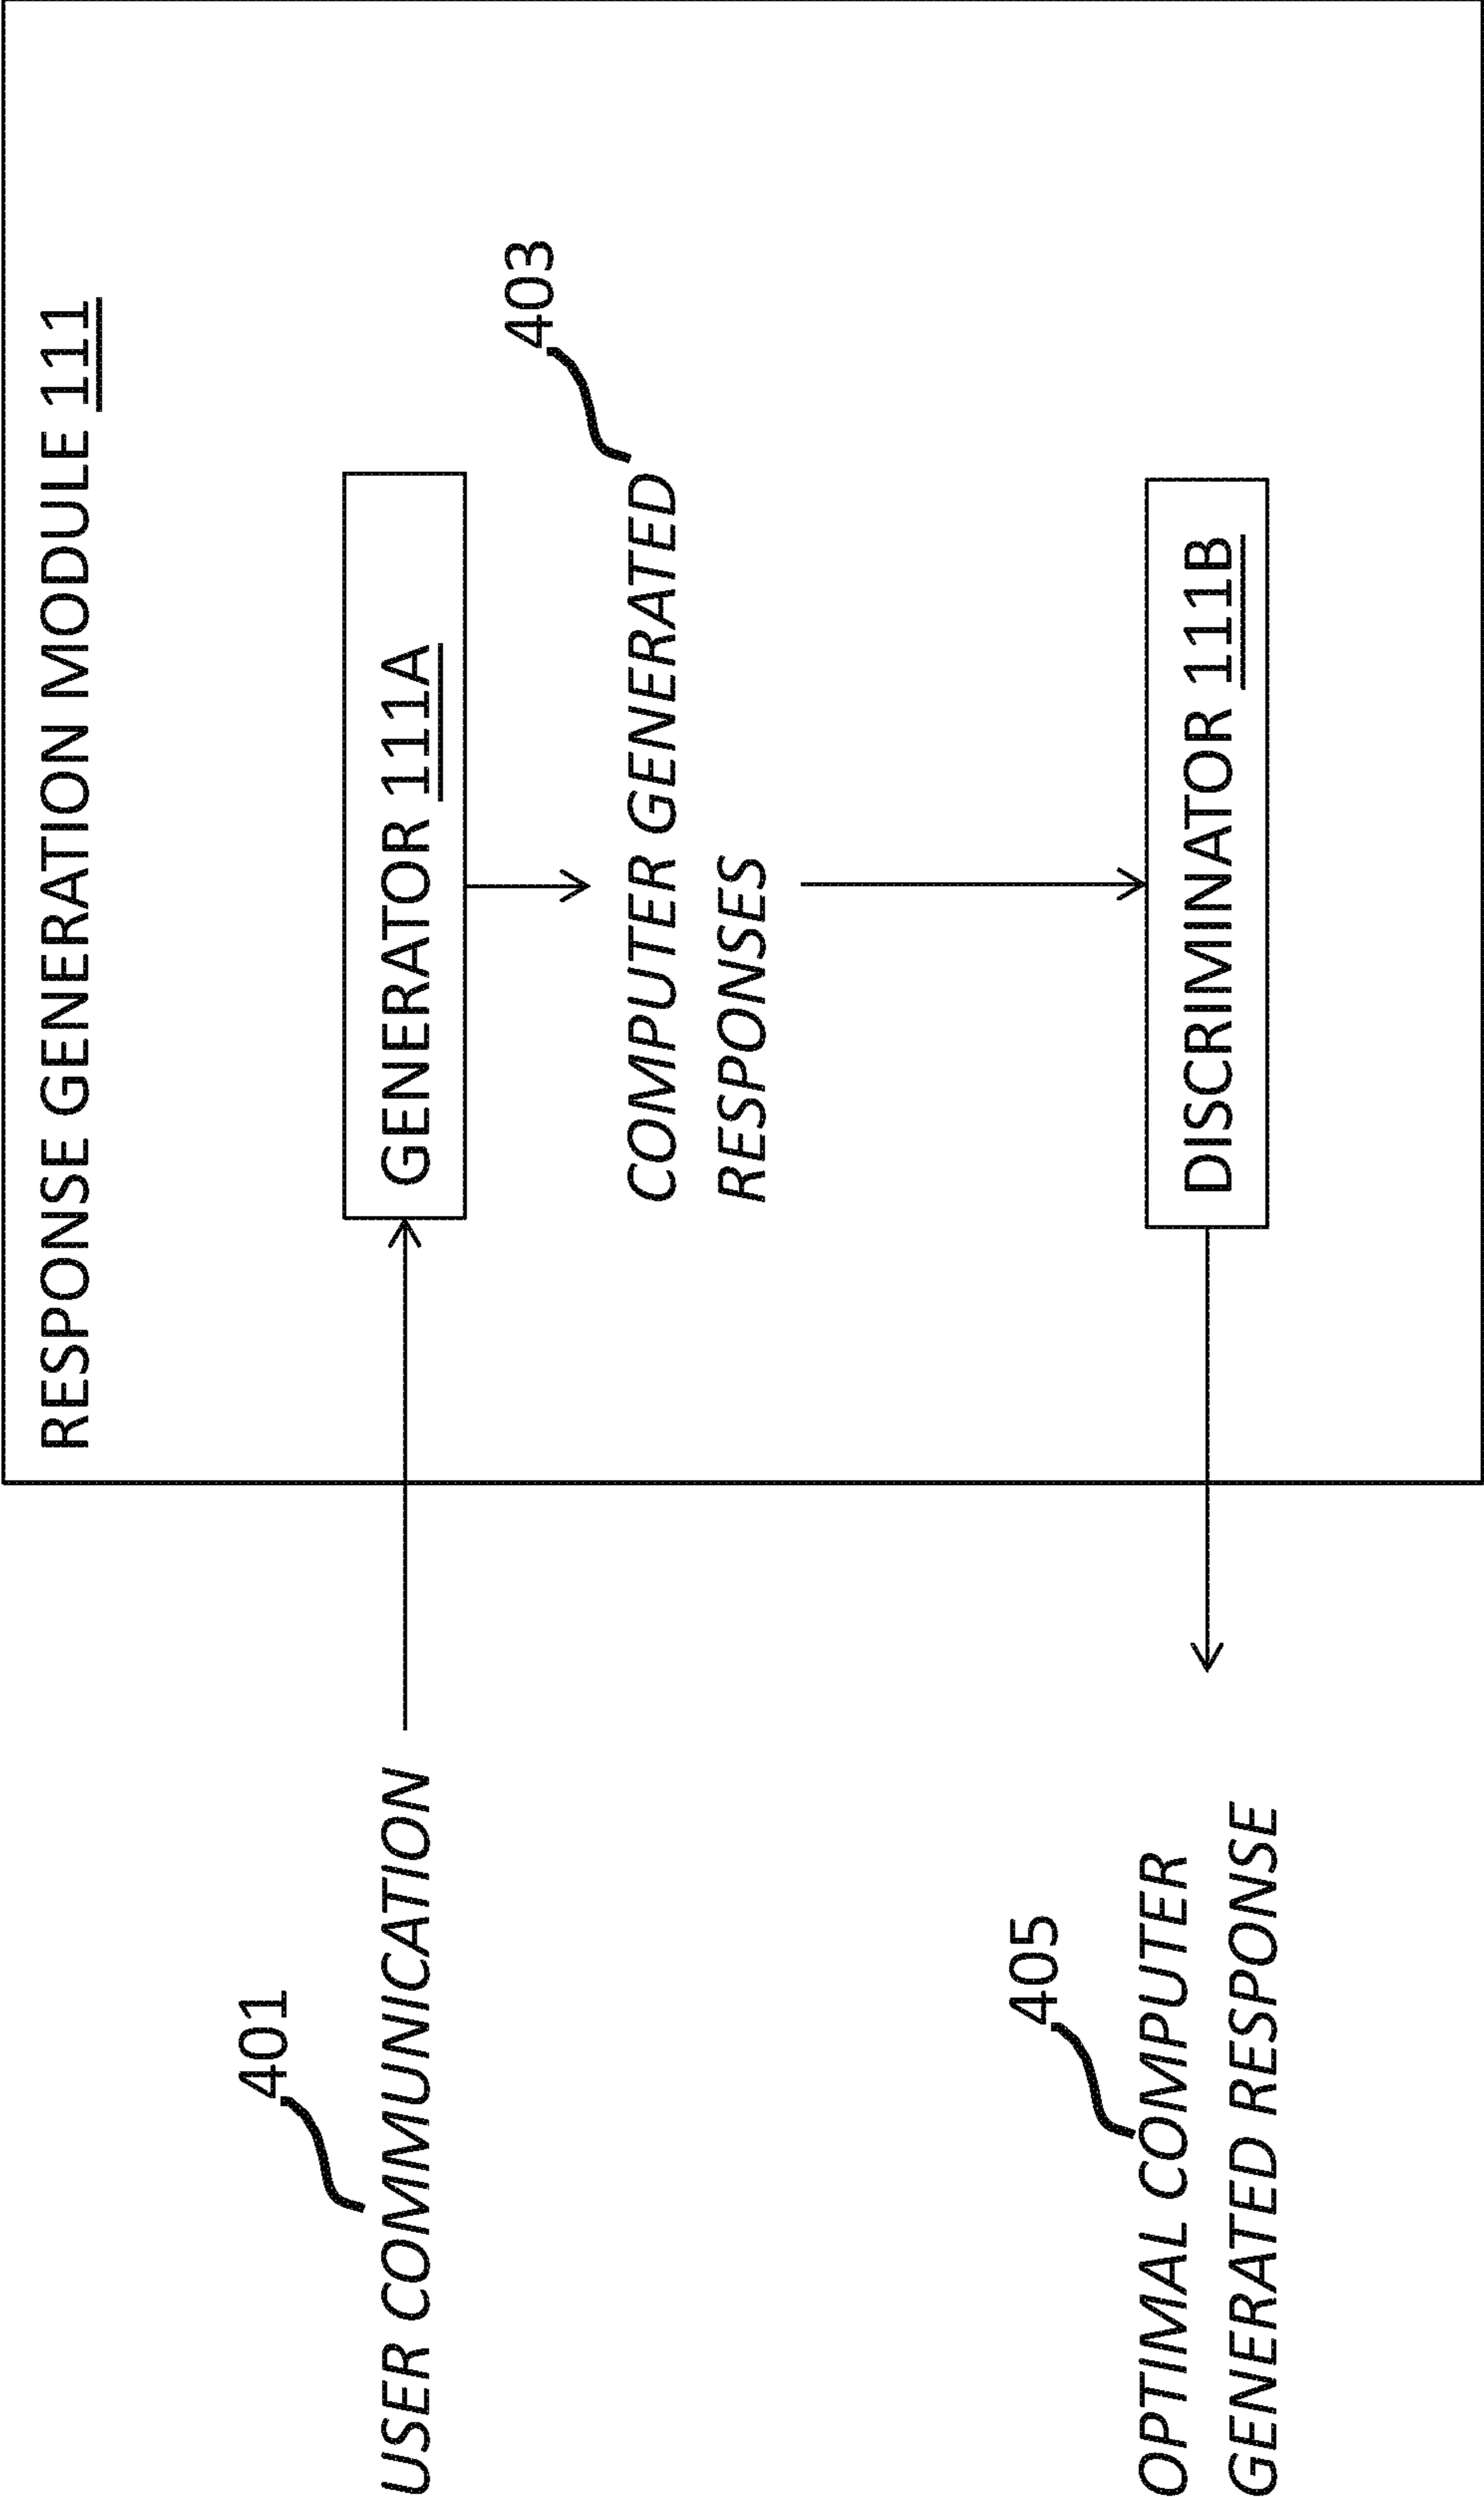 RESPONSE GENERATION MODULE 111
401
USER COMMUNICATION
GENERATOR 111A
403
COMPUTER GENERATED
RESPONSES
405
OPTIMAL COMPUTER
GENERATED RESPONSE
DISCRIMINATOR 111B